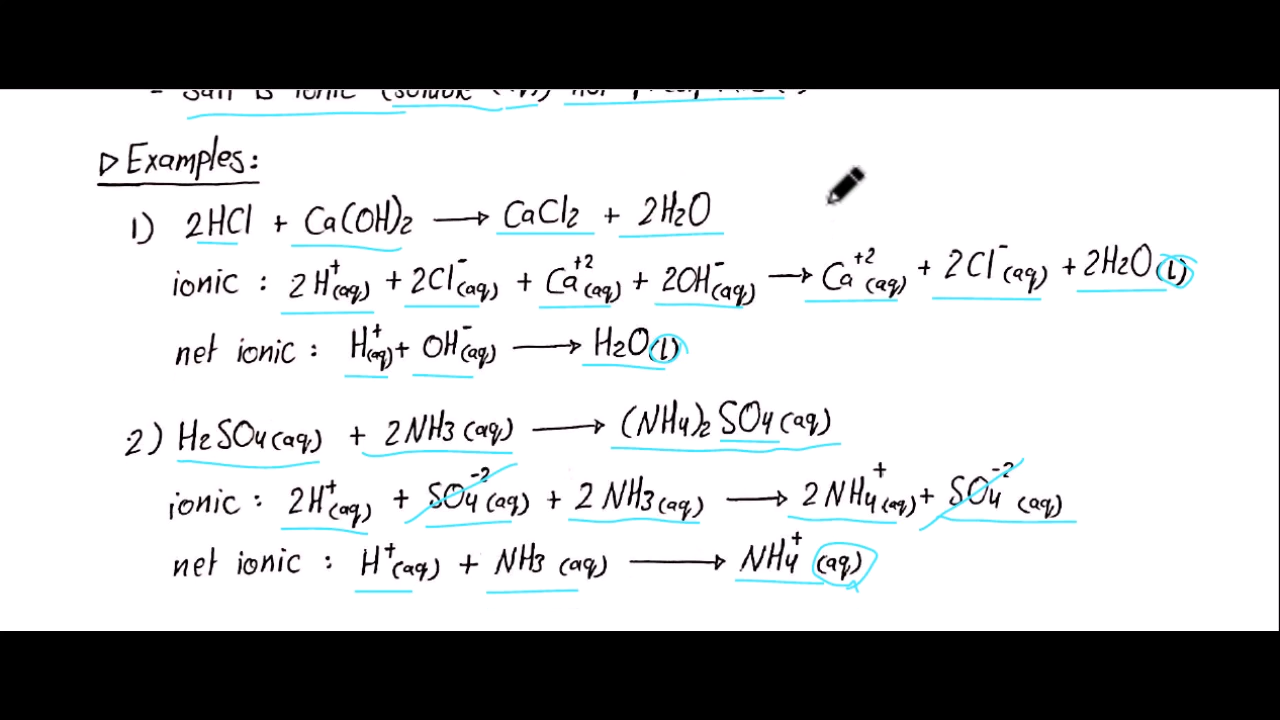 is ionic
▷ Examples:
1) 2HCl + Ca(OH)2 → CaCl2 + 2H2O
ionic : 2H⁺(aq) + 2Cl⁻(aq) + Ca⁺²(aq) + 2OH⁻(aq) → Ca⁺²(aq) + 2Cl⁻(aq) + 2H2O(l)
net ionic : H⁺(aq) + OH⁻(aq) → H2O(l)
2) H2SO4(aq) + 2NH3(aq) → (NH4)2SO4(aq)
ionic : 2H⁺(aq) + SO4⁻²(aq) + 2NH3(aq) → 2NH4⁺(aq) + SO4⁻²(aq)
net ionic : H⁺(aq) + NH3(aq) → NH4⁺(aq)